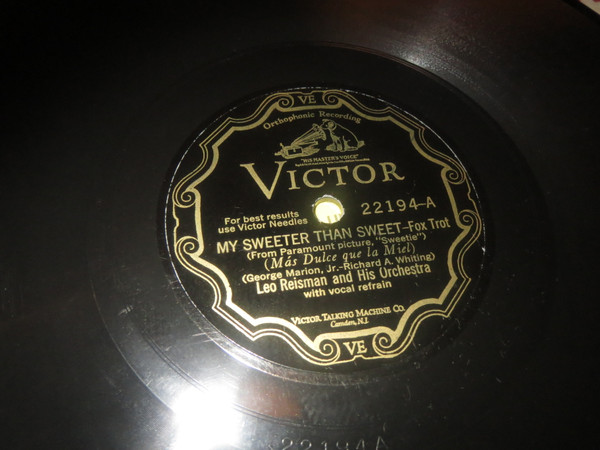 VE
Orthophonic Recording
"HIS MASTER'S VOICE"
VICTOR
For best results
use Victor Needles
22194-A
MY SWEETER THAN SWEET-Fox Trot
(From Paramount picture, "Sweetie")
(Más Dulce que la Miel)
(George Marion, Jr.-Richard A. Whiting)
Leo Reisman and His Orchestra
with vocal refrain
VICTOR TALKING MACHINE CO.
Camden, N.J.
VE
22194A